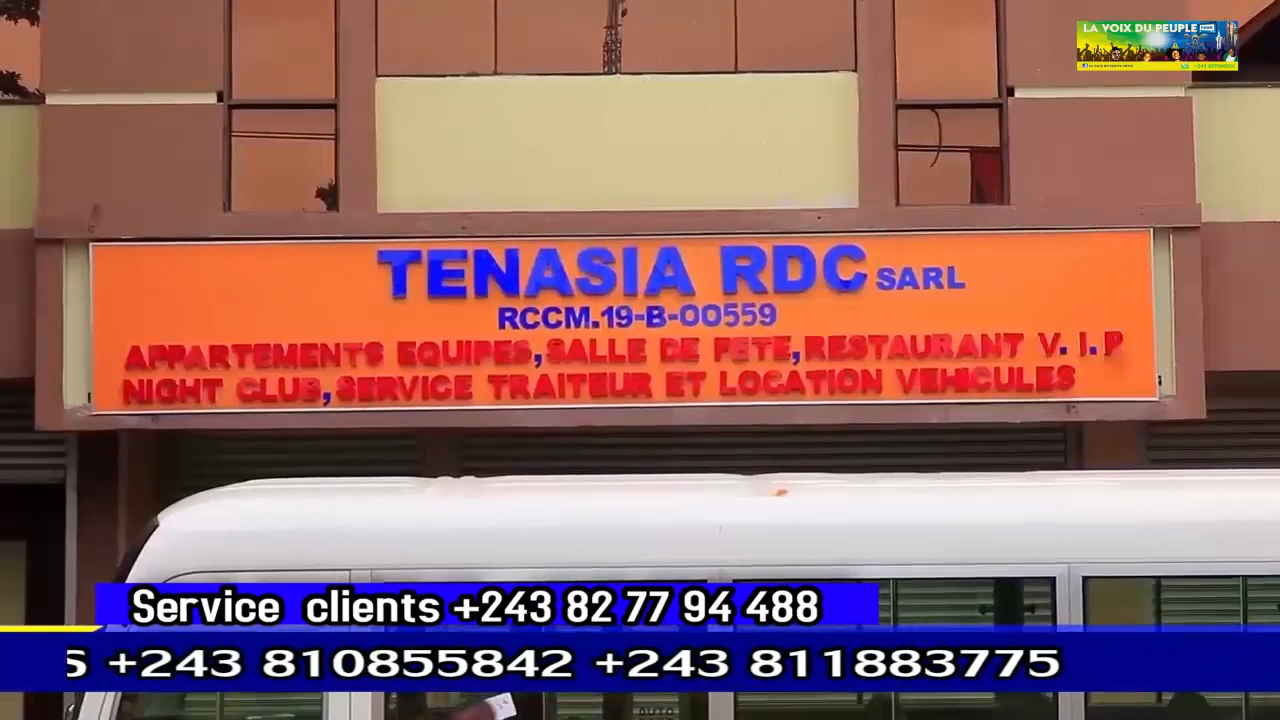 LA VOIX DU PEUPLE
TENASIA RDC SARL
RCCM.19-B-00559
APPARTEMENTS EQUIPES, SALLE DE FETE, RESTAURANT V.I.P
NIGHT CLUB, SERVICE TRAITEUR ET LOCATION VEHICULES
Service clients +243 82 77 94 488
S +243 810855842 +243 811883775
AUTO